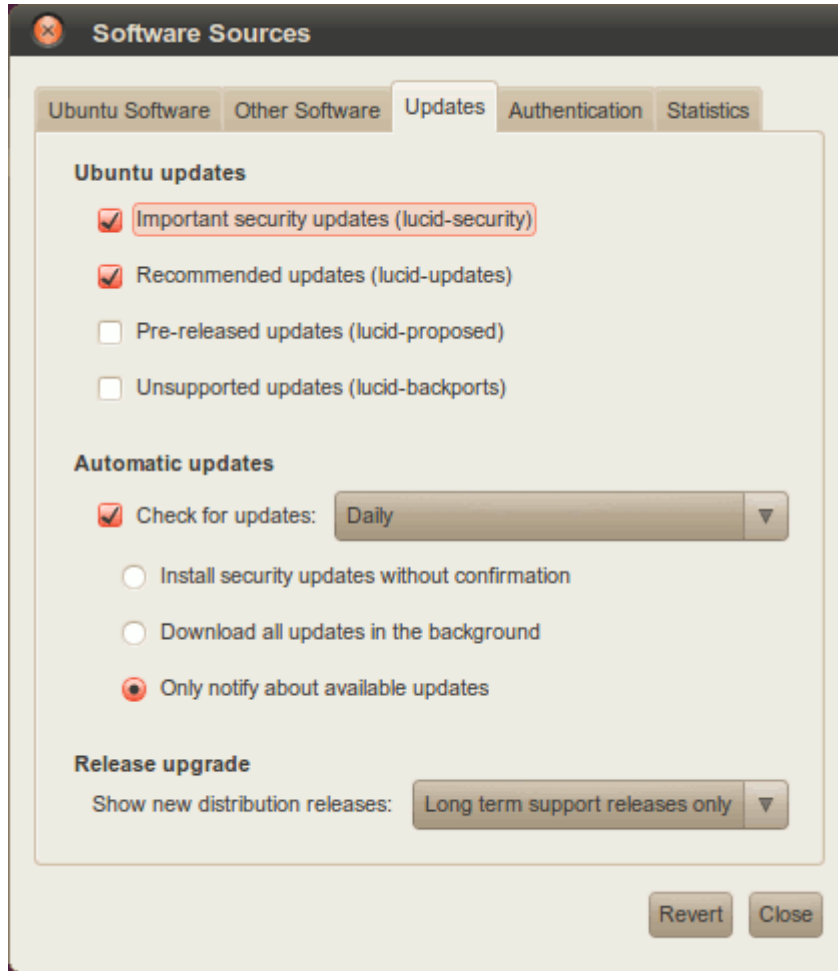 Software Sources
Ubuntu Software Other Software Updates Authentication Statistics
Ubuntu updates
Important security updates (lucid-security)
Recommended updates (lucid-updates)
Pre-released updates (lucid-proposed)
Unsupported updates (lucid-backports)
Automatic updates
Check for updates: Daily
Install security updates without confirmation
Download all updates in the background
Only notify about available updates
Release upgrade
Show new distribution releases: Long term support releases only
Revert Close